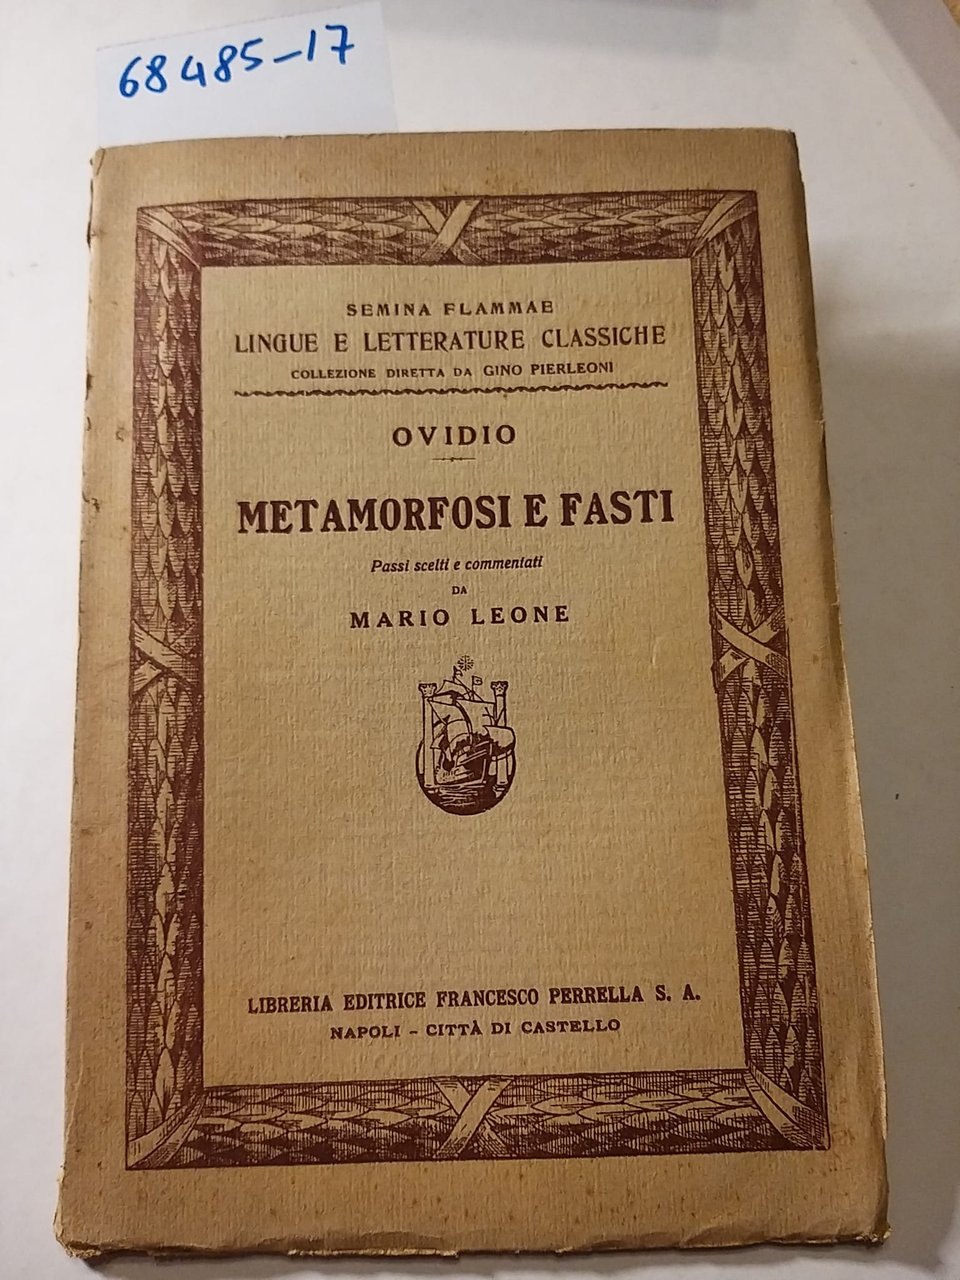 68485-17
SEMINA FLAMMAE
LINGUE E LETTERATURE CLASSICHE
COLLEZIONE DIRETTA DA GINO PIERLEONI
OVIDIO
METAMORFOSI E FASTI
Passi scelti e commentati
DA
MARIO LEONE
LIBRERIA EDITRICE FRANCESCO PERRELLA S. A.
NAPOLI - CITTÀ DI CASTELLO